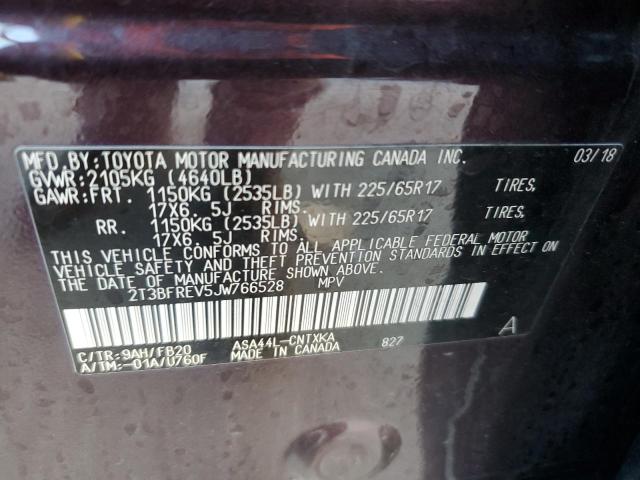 MFD. BY: TOYOTA MOTOR MANUFACTURING CANADA INC. 03/18
GVWR: 2105KG (4640LB)
GAWR: FRT. 1150KG (2535LB) WITH 225/65R17 TIRES,
17X6. 5J RIMS.
RR. 1150KG (2535LB) WITH 225/65R17 TIRES,
17X6. 5J RIMS.
THIS VEHICLE CONFORMS TO ALL APPLICABLE FEDERAL MOTOR
VEHICLE SAFETY AND THEFT PREVENTION STANDARDS IN EFFECT
ON THE DATE OF MANUFACTURE SHOWN ABOVE.
2T3BFREV5JW766528 MPV
C/TR: 9AH/FB20 ASA44L-CNTXKA 827 A
A/TM: -01A/U760F MADE IN CANADA